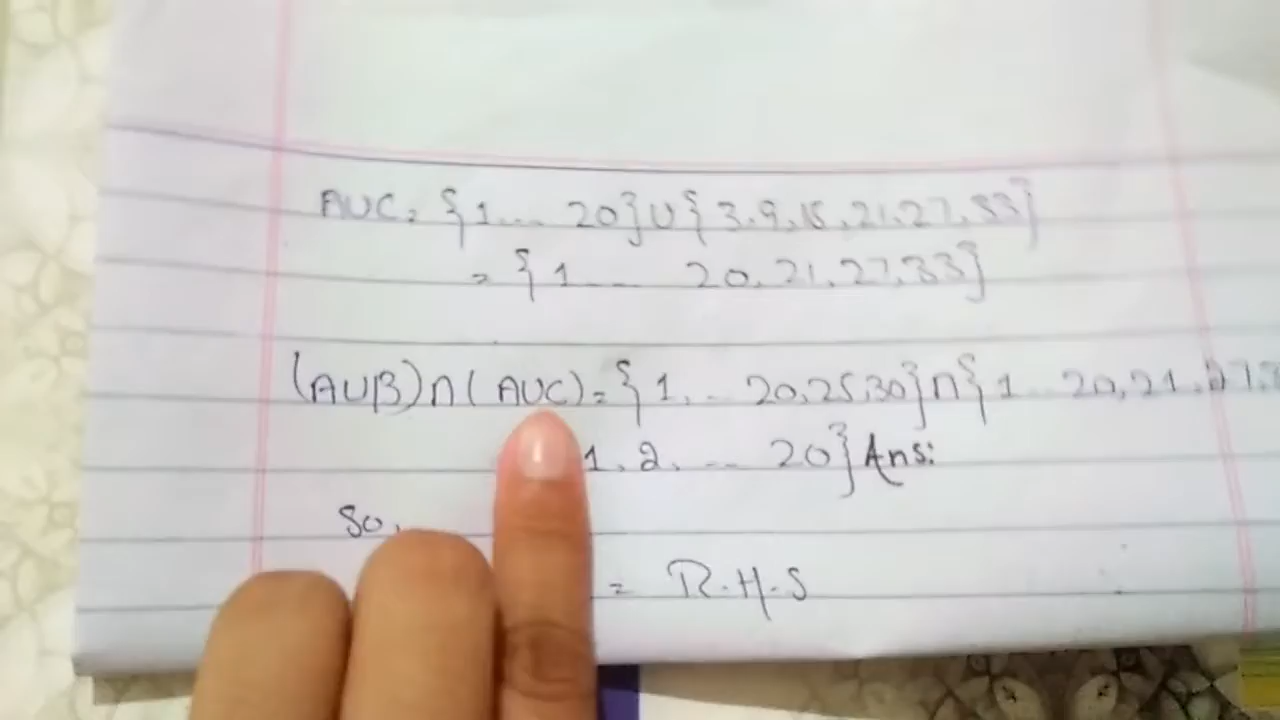 AUC = {1... 20}U{3,9,15,21,27,33}
= {1... 20,21,27,33}
(AUB)∩(AUC) = {1,... 20,25,30}∩{1... 20,21,27,3
1,2,... 20} Ans:
So,
= R.H.S